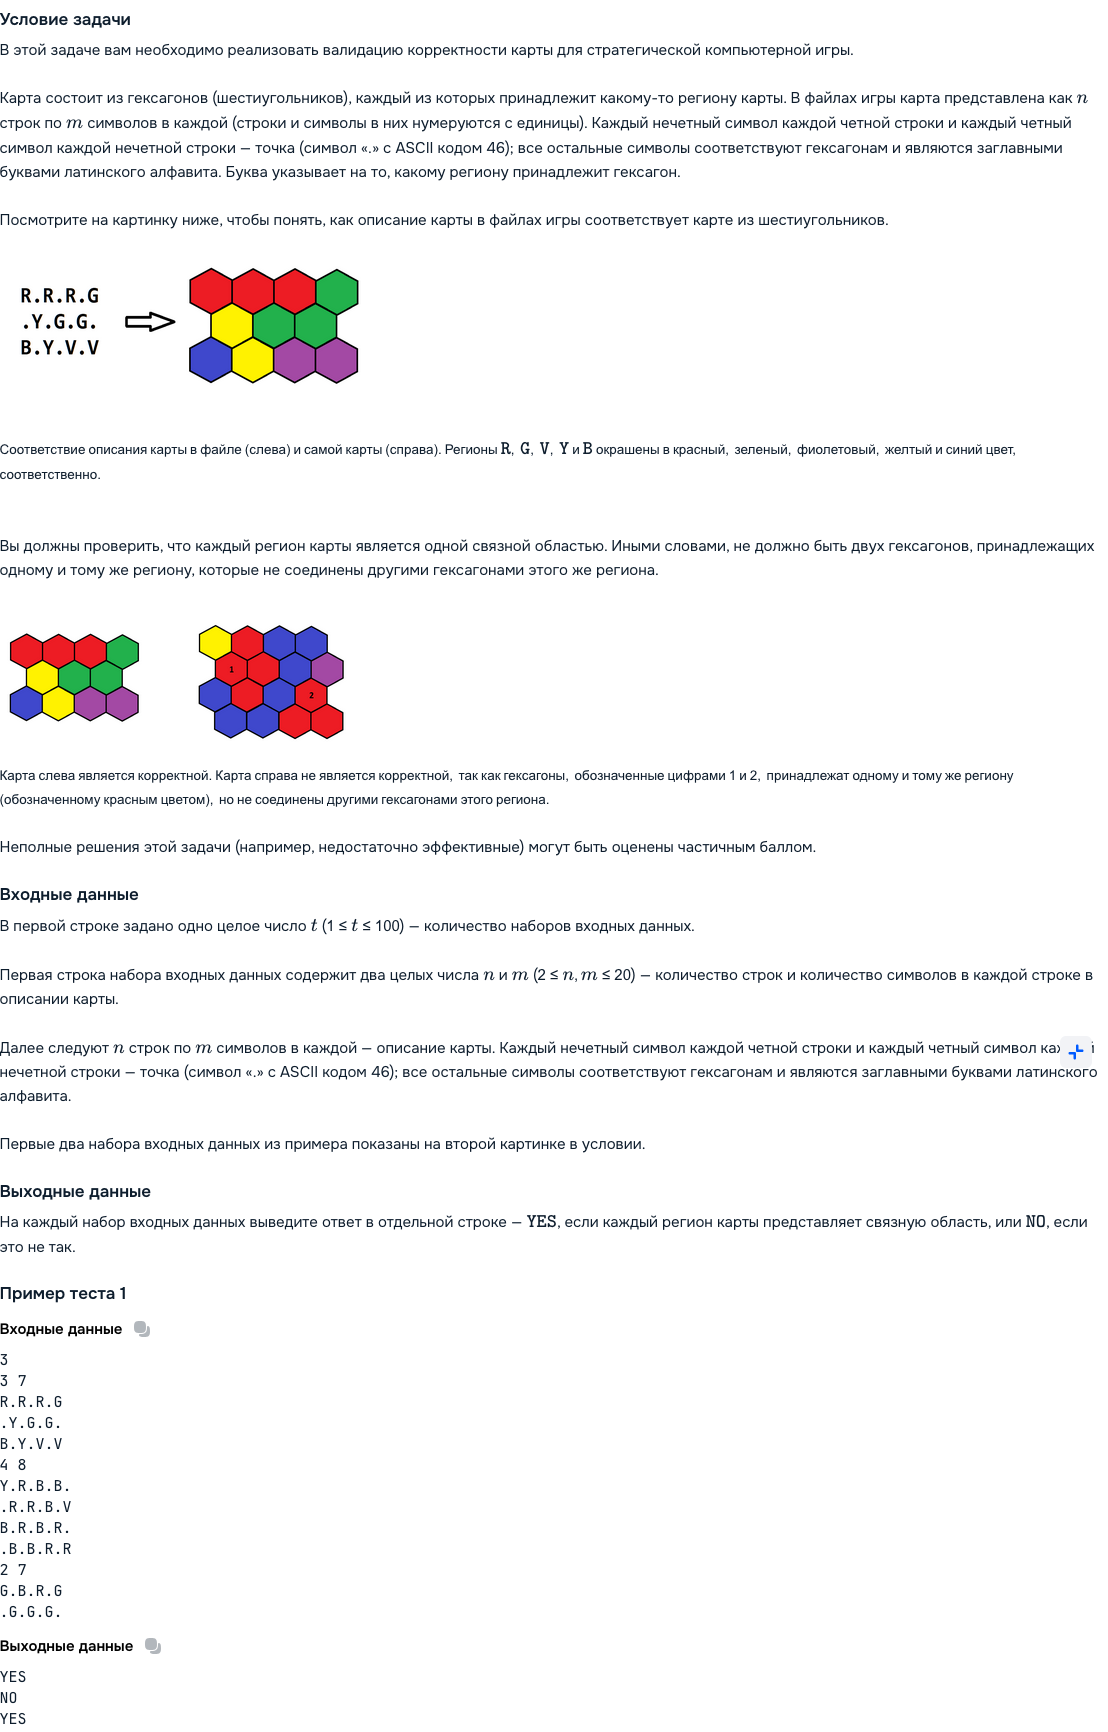 Условие задачи
В этой задаче вам необходимо реализовать валидацию корректности карты для стратегической компьютерной игры.
Карта состоит из гексагонов (шестиугольников), каждый из которых принадлежит какому-то региону карты. В файлах игры карта представлена как n
строк по m символов в каждой (строки и символы в них нумеруются с единицы). Каждый нечетный символ каждой четной строки и каждый четный
символ каждой нечетной строки — точка (символ «.» с ASCII кодом 46); все остальные символы соответствуют гексагонам и являются заглавными
буквами латинского алфавита. Буква указывает на то, какому региону принадлежит гексагон.
Посмотрите на картинку ниже, чтобы понять, как описание карты в файлах игры соответствует карте из шестиугольников.
R.R.R.G
.Y.G.G.
B.Y.V.V
Соответствие описания карты в файле (слева) и самой карты (справа). Регионы R, G, V, Y и B окрашены в красный, зеленый, фиолетовый, желтый и синий цвет,
соответственно.
Вы должны проверить, что каждый регион карты является одной связной областью. Иными словами, не должно быть двух гексагонов, принадлежащих
одному и тому же региону, которые не соединены другими гексагонами этого же региона.
1
2
Карта слева является корректной. Карта справа не является корректной, так как гексагоны, обозначенные цифрами 1 и 2, принадлежат одному и тому же региону
(обозначенному красным цветом), но не соединены другими гексагонами этого региона.
Неполные решения этой задачи (например, недостаточно эффективные) могут быть оценены частичным баллом.
Входные данные
В первой строке задано одно целое число t (1 ≤ t ≤ 100) — количество наборов входных данных.
Первая строка набора входных данных содержит два целых числа n и m (2 ≤ n, m ≤ 20) — количество строк и количество символов в каждой строке в
описании карты.
Далее следуют n строк по m символов в каждой — описание карты. Каждый нечетный символ каждой четной строки и каждый четный символ
нечетной строки — точка (символ «.» с ASCII кодом 46); все остальные символы соответствуют гексагонам и являются заглавными буквами латинского
алфавита.
Первые два набора входных данных из примера показаны на второй картинке в условии.
Выходные данные
На каждый набор входных данных выведите ответ в отдельной строке — YES, если каждый регион карты представляет связную область, или NO, если
это не так.
Пример теста 1
Входные данные
3
3 7
R.R.R.G
.Y.G.G.
B.Y.V.V
4 8
Y.R.B.B.
.R.R.B.V
B.R.B.R.
.B.B.R.R
2 7
G.B.R.G
.G.G.G.
Выходные данные
YES
NO
YES